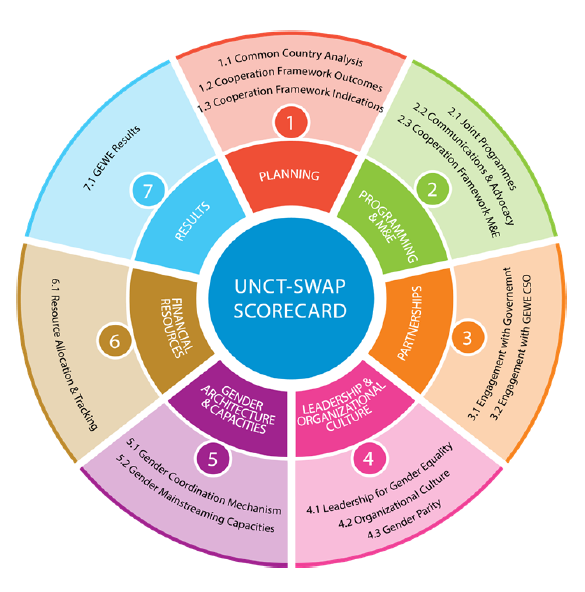 UNCT-SWAP
SCORECARD
1
PLANNING
1.1 Common Country Analysis
1.2 Cooperation Framework Outcomes
1.3 Cooperation Framework Indications
2
PROGRAMMING
& M&E
2.1 Joint Programmes
2.2 Communications & Advocacy
2.3 Cooperation Framework M&E
3
PARTNERSHIPS
3.1 Engagement with Governemnt
3.2 Engagement with GEWE CSO
4
LEADERSHIP &
ORGANIZATIONAL
CULTURE
4.1 Leadership for Gender Equality
4.2 Organizational Culture
4.3 Gender Parity
5
GENDER
ARCHITECTURE
& CAPACITIES
5.1 Gender Coordination Mechanism
5.2 Gender Mainstreaming Capacities
6
FINANCIAL
RESOURCES
6.1 Resource Allocation & Tracking
7
RESULTS
7.1 GEWE Results